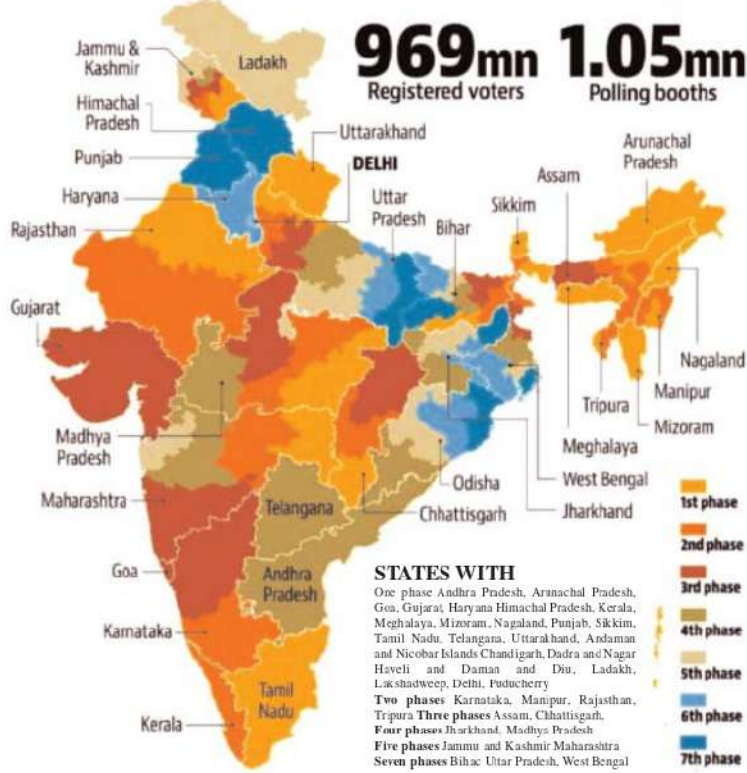 969mn
Registered voters
1.05mn
Polling booths
Jammu &
Kashmir
Ladakh
Himachal
Pradesh
Punjab
Haryana
Rajasthan
Gujarat
Uttarakhand
DELHI
Uttar
Pradesh
Bihar
Sikkim
Assam
Arunachal
Pradesh
Nagaland
Manipur
Mizoram
Tripura
Meghalaya
West Bengal
Jharkhand
Odisha
Chhattisgarh
Madhya
Pradesh
Maharashtra
Telangana
Goa
Andhra
Pradesh
Karnataka
Tamil
Nadu
Kerala
1st phase
2nd phase
3rd phase
4th phase
5th phase
6th phase
7th phase
STATES WITH
One phase Andhra Pradesh, Arunachal Pradesh,
Goa, Gujarat, Haryana Himachal Pradesh, Kerala,
Meghalaya, Mizoram, Nagaland, Punjab, Sikkim,
Tamil Nadu, Telangana, Uttarakhand, Andaman
and Nicobar Islands Chandigarh, Dadra and Nagar
Haveli and Daman and Diu, Ladakh,
Lakshadweep, Delhi, Puducherry
Two phases Karnataka, Manipur, Rajasthan,
Tripura Three phases Assam, Chhattisgarh,
Four phases Jharkhand, Madhya Pradesh
Five phases Jammu and Kashmir Maharashtra
Seven phases Bihar Uttar Pradesh, West Bengal